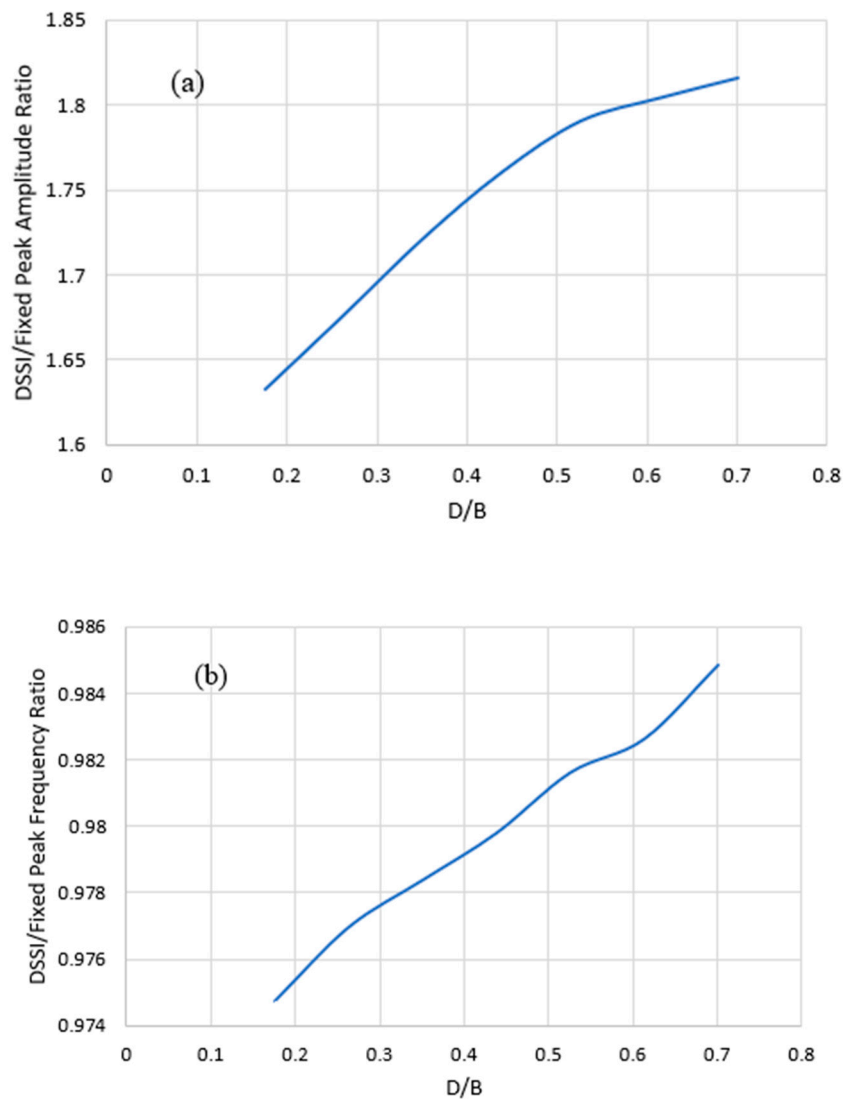 (a)
DSSI/Fixed Peak Amplitude Ratio
1.85
1.8
1.75
1.7
1.65
1.6
0 0.1 0.2 0.3 0.4 0.5 0.6 0.7 0.8
D/B
(b)
DSSI/Fixed Peak Frequency Ratio
0.986
0.984
0.982
0.98
0.978
0.976
0.974
0 0.1 0.2 0.3 0.4 0.5 0.6 0.7 0.8
D/B